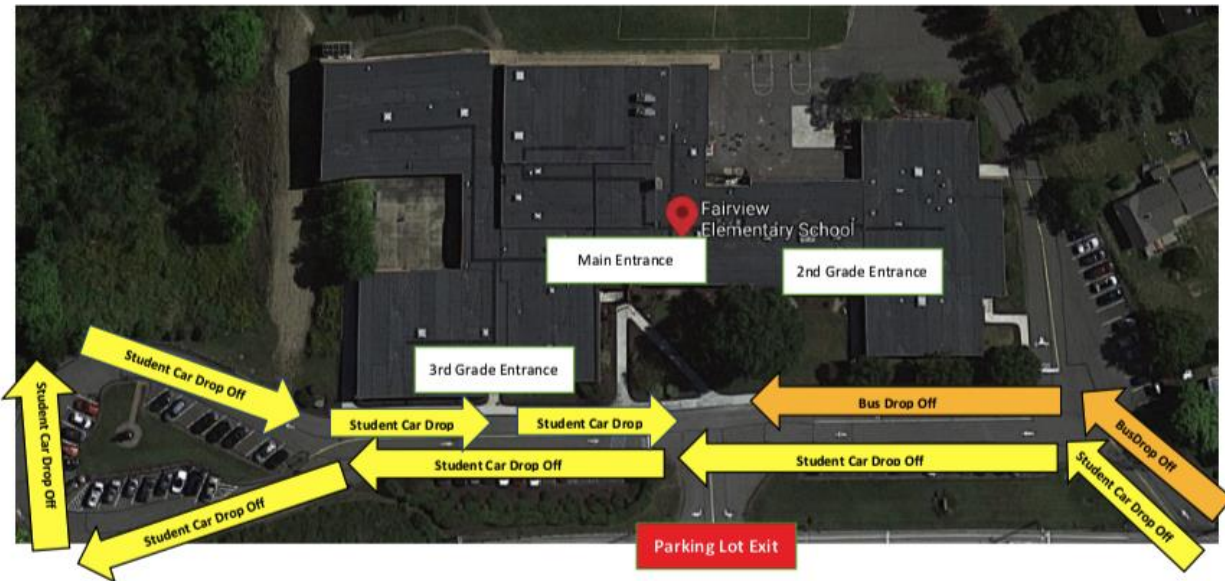 Fairview
Elementary School
Main Entrance
2nd Grade Entrance
3rd Grade Entrance
Student Car Drop Off
Student Car Drop Off
Student Car Drop
Student Car Drop
Bus Drop Off
BusDrop Off
Student Car Drop Off
Student Car Drop Off
Student Car Drop Off
Student Car Drop Off
Parking Lot Exit